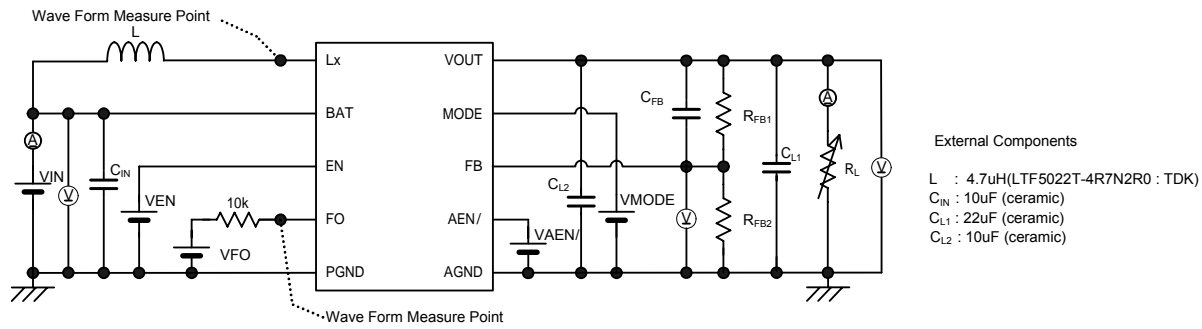 Wave Form Measure Point
L
Lx
VOUT
BAT
MODE
EN
FB
FO
AEN/
PGND
AGND
A
VIN
V
CIN
VEN
10k
VFO
Wave Form Measure Point
CFB
RFB1
CL2
VMODE
V
RFB2
VAEN/
CL1
A
RL
V
External Components
L : 4.7uH(LTF5022T-4R7N2R0 : TDK)
CIN : 10uF (ceramic)
CL1 : 22uF (ceramic)
CL2 : 10uF (ceramic)